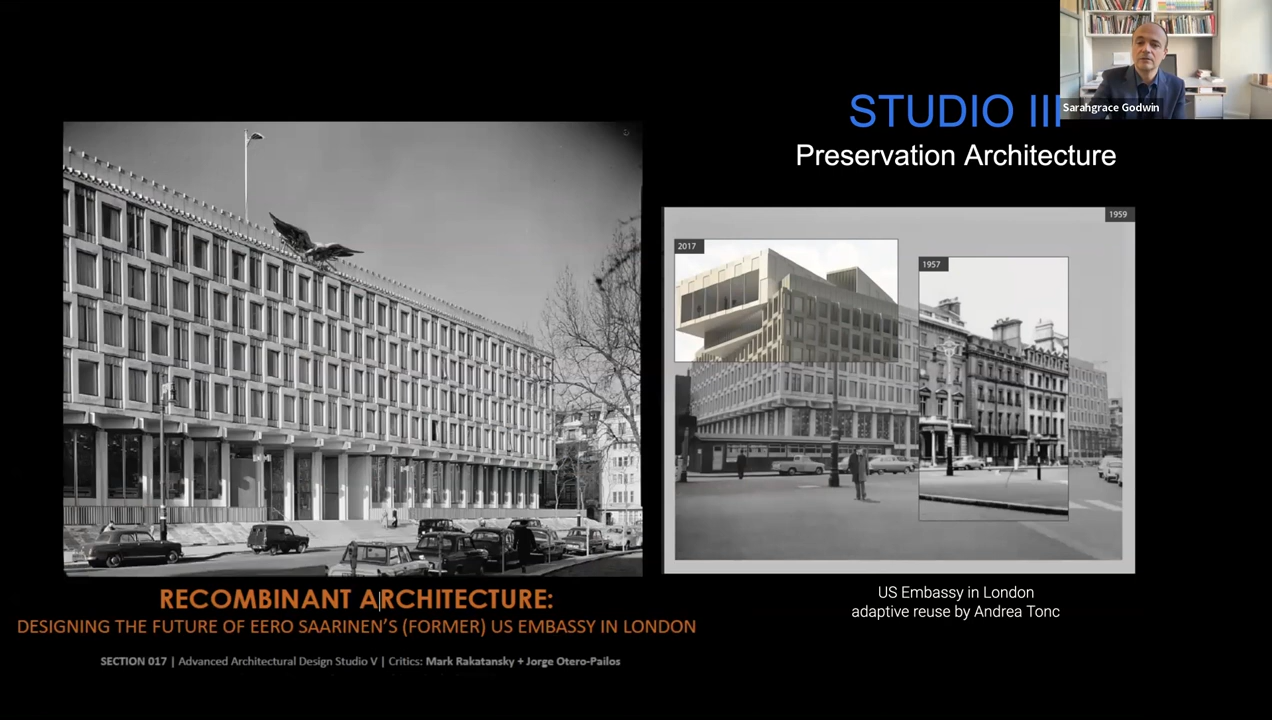 Sarahgrace Godwin
STUDIO III
Preservation Architecture
1959
2017
1957
RECOMBINANT ARCHITECTURE:
DESIGNING THE FUTURE OF EERO SAARINEN'S (FORMER) US EMBASSY IN LONDON
SECTION 017 | Advanced Architectural Design Studio V | Critics: Mark Rakatansky + Jorge Otero-Pailos
US Embassy in London
adaptive reuse by Andrea Tonc